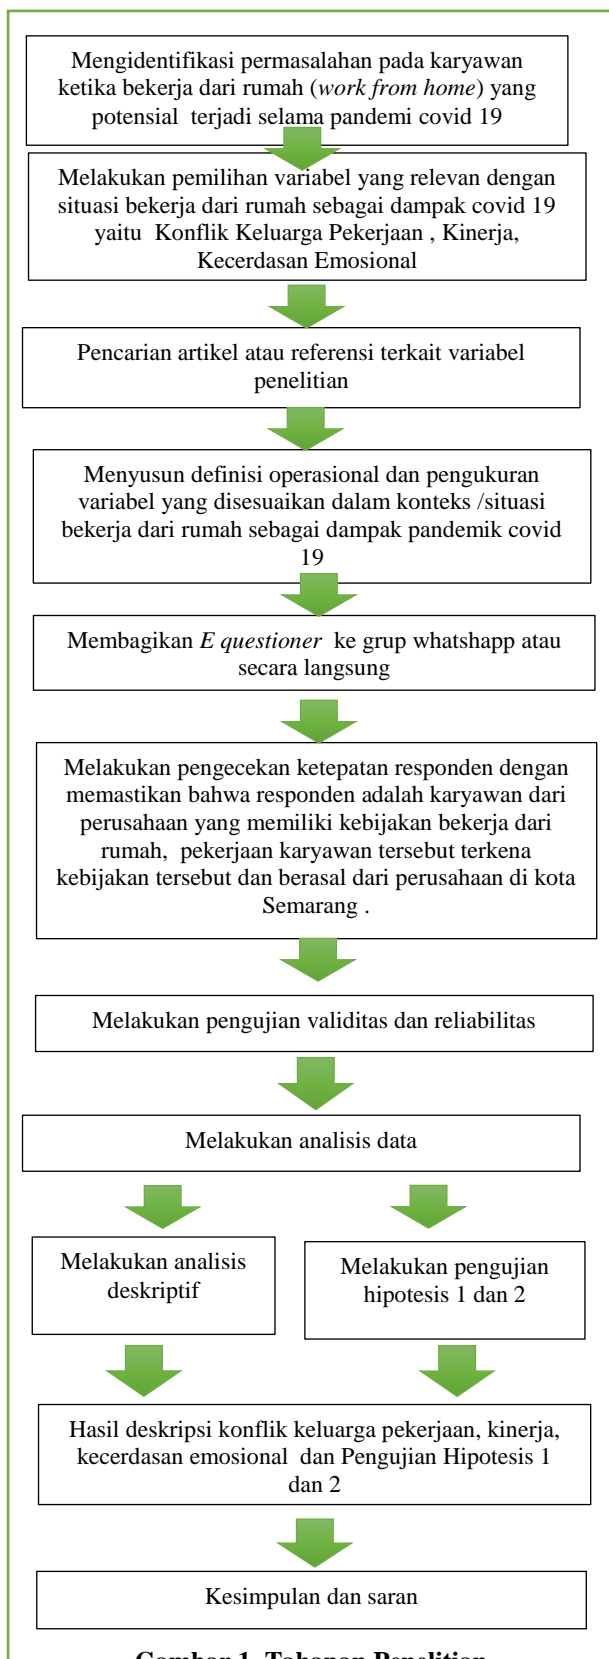 Mengidentifikasi permasalahan pada karyawan
ketika bekerja dari rumah (work from home) yang
potensial terjadi selama pandemi covid 19
Melakukan pemilihan variabel yang relevan dengan
situasi bekerja dari rumah sebagai dampak covid 19
yaitu Konflik Keluarga Pekerjaan , Kinerja,
Kecerdasan Emosional
Pencarian artikel atau referensi terkait variabel
penelitian
Menyusun definisi operasional dan pengukuran
variabel yang disesuaikan dalam konteks /situasi
bekerja dari rumah sebagai dampak pandemik covid
19
Membagikan E questioner ke grup whatshapp atau
secara langsung
Melakukan pengecekan ketepatan responden dengan
memastikan bahwa responden adalah karyawan dari
perusahaan yang memiliki kebijakan bekerja dari
rumah, pekerjaan karyawan tersebut terkena
kebijakan tersebut dan berasal dari perusahaan di kota
Semarang .
Melakukan pengujian validitas dan reliabilitas
Melakukan analisis data
Melakukan analisis
deskriptif
Melakukan pengujian
hipotesis 1 dan 2
Hasil deskripsi konflik keluarga pekerjaan, kinerja,
kecerdasan emosional dan Pengujian Hipotesis 1
dan 2
Kesimpulan dan saran
Gambar 1. Tahapan Penelitian